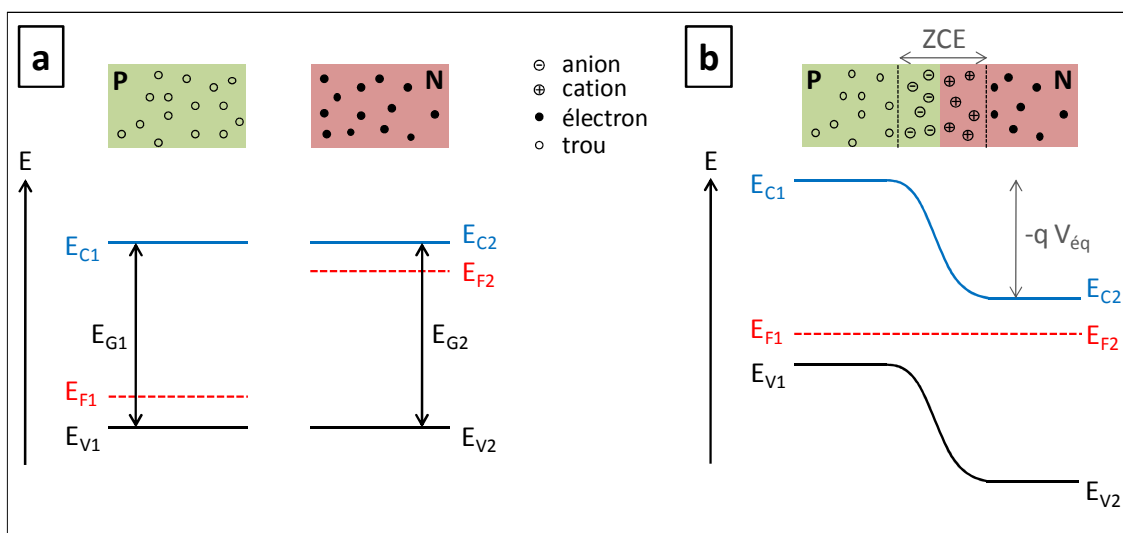 a
P
N
⊖ anion
⊕ cation
● électron
○ trou
E
E_C1
E_C2
E_F2
E_G1
E_G2
E_F1
E_V1
E_V2
b
ZCE
P
N
E
E_C1
-q V_éq
E_C2
E_F1
E_F2
E_V1
E_V2